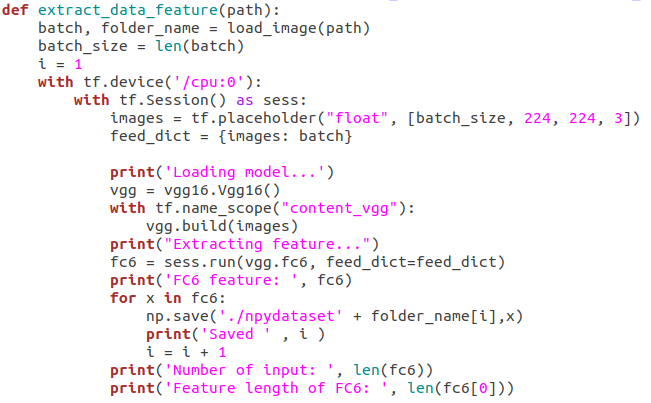 def extract_data_feature(path):
    batch, folder_name = load_image(path)
    batch_size = len(batch)
    i = 1
    with tf.device('/cpu:0'):
        with tf.Session() as sess:
            images = tf.placeholder("float", [batch_size, 224, 224, 3])
            feed_dict = {images: batch}

            print('Loading model...')
            vgg = vgg16.Vgg16()
            with tf.name_scope("content_vgg"):
                vgg.build(images)
            print("Extracting feature...")
            fc6 = sess.run(vgg.fc6, feed_dict=feed_dict)
            print('FC6 feature: ', fc6)
            for x in fc6:
                np.save('./npydataset' + folder_name[i],x)
                print('Saved ' , i )
                i = i + 1
            print('Number of input: ', len(fc6))
            print('Feature length of FC6: ', len(fc6[0]))